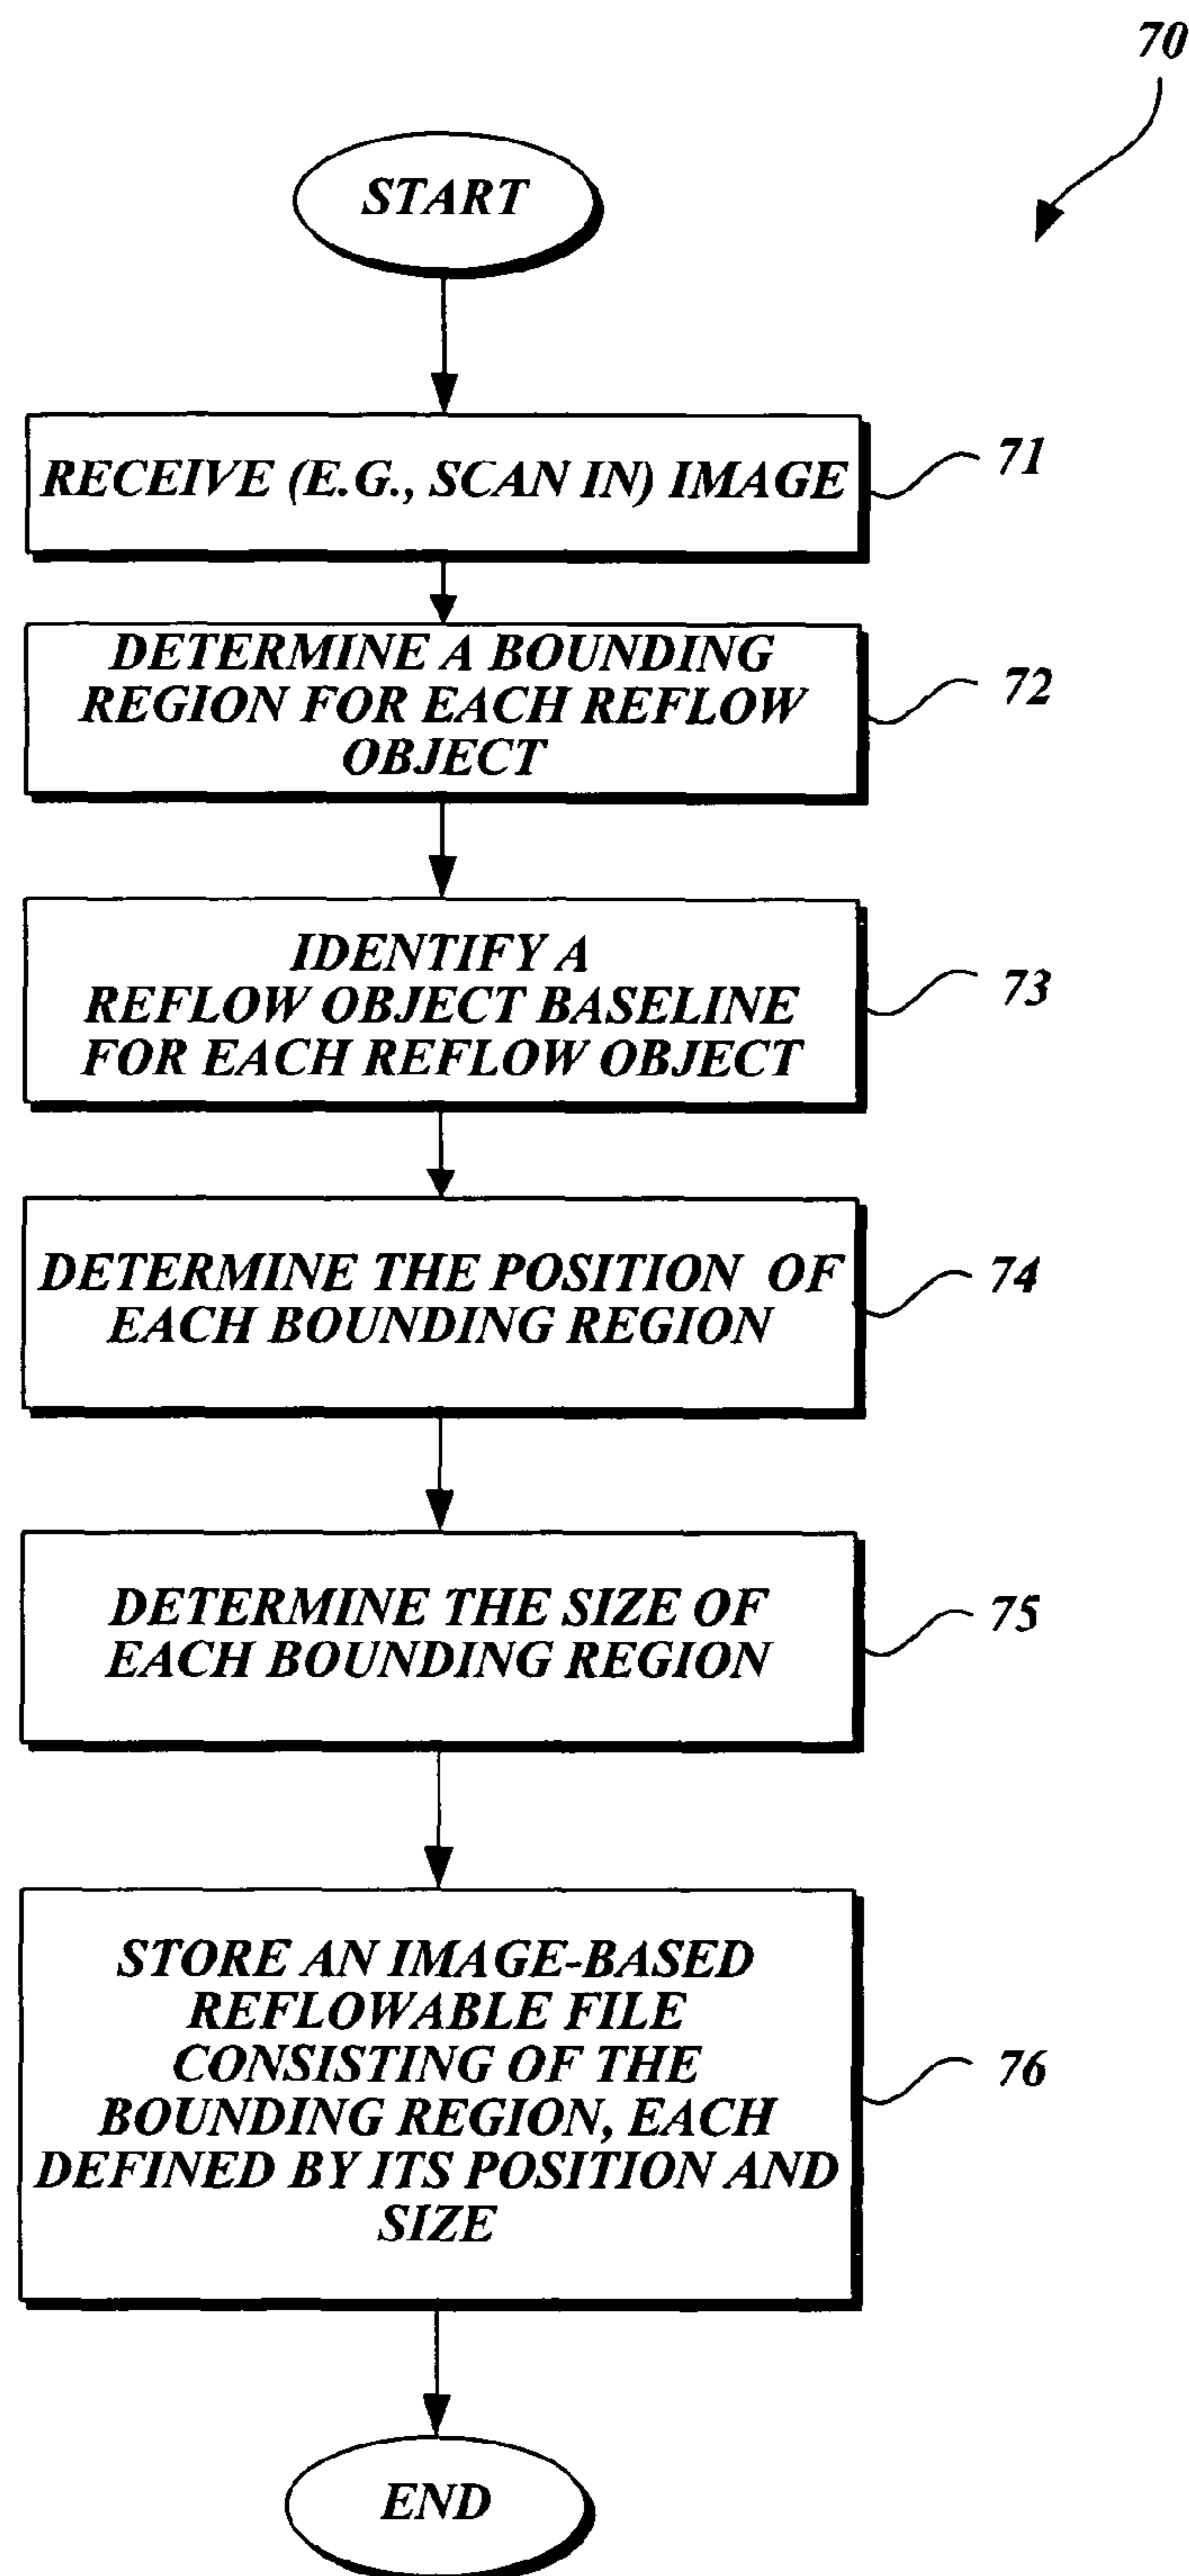 70
START
RECEIVE (E.G., SCAN IN) IMAGE
71
DETERMINE A BOUNDING
REGION FOR EACH REFLOW
OBJECT
72
IDENTIFY A
REFLOW OBJECT BASELINE
FOR EACH REFLOW OBJECT
73
DETERMINE THE POSITION OF
EACH BOUNDING REGION
74
DETERMINE THE SIZE OF
EACH BOUNDING REGION
75
STORE AN IMAGE-BASED
REFLOWABLE FILE
CONSISTING OF THE
BOUNDING REGION, EACH
DEFINED BY ITS POSITION AND
SIZE
76
END